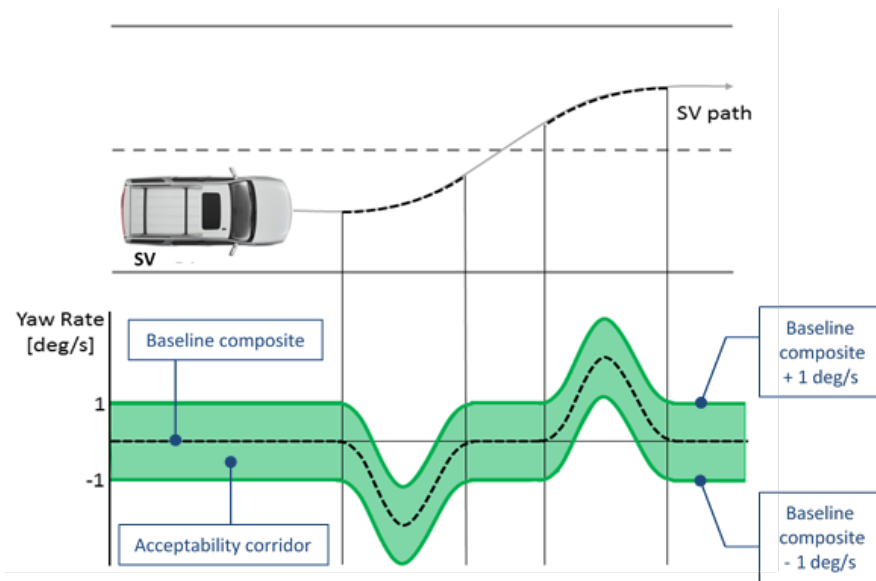 SV path
SV
Yaw Rate
[deg/s]
Baseline composite
Baseline
composite
+ 1 deg/s
1
-1
Acceptability corridor
Baseline
composite
- 1 deg/s